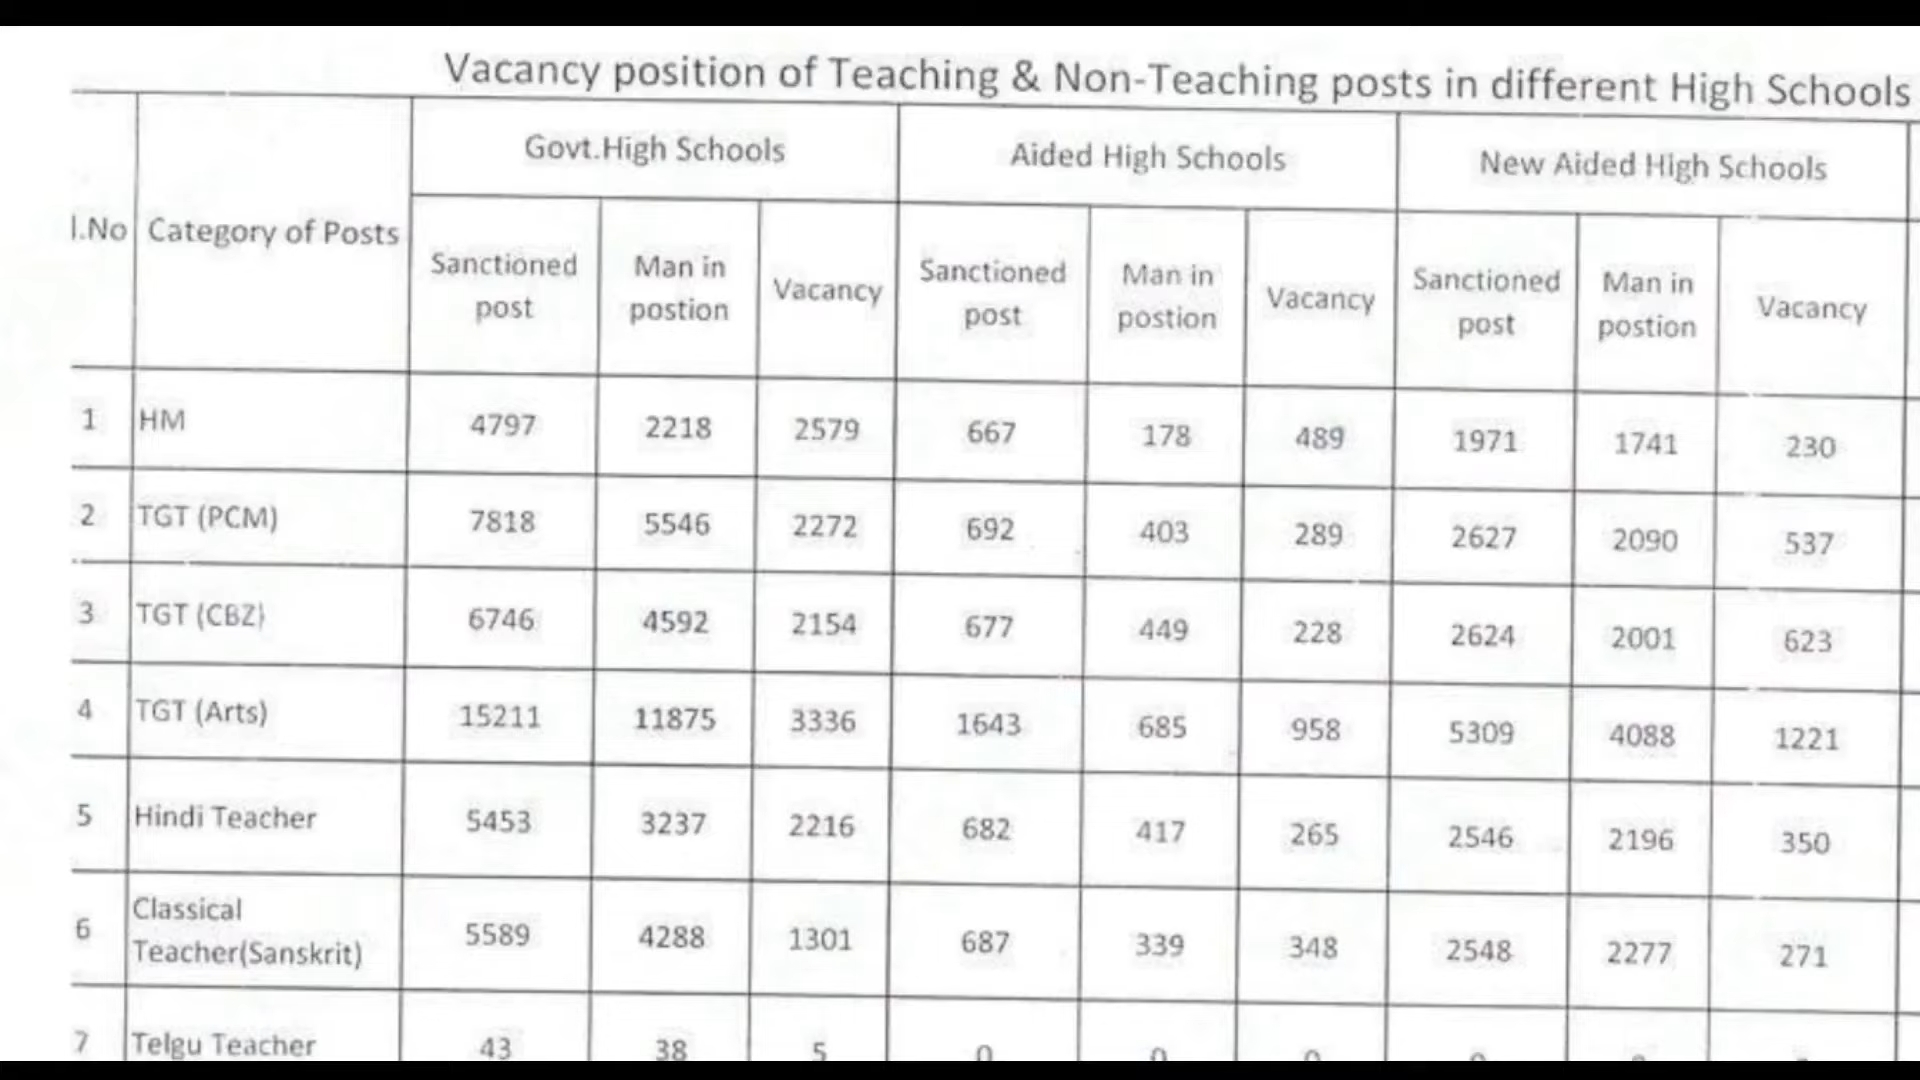 Vacancy position of Teaching & Non-Teaching posts in different High Schools
l.No Category of Posts Govt.High Schools Aided High Schools New Aided High Schools
Sanctioned post Man in postion Vacancy Sanctioned post Man in postion Vacancy Sanctioned post Man in postion Vacancy
1 HM 4797 2218 2579 667 178 489 1971 1741 230
2 TGT (PCM) 7818 5546 2272 692 403 289 2627 2090 537
3 TGT (CBZ) 6746 4592 2154 677 449 228 2624 2001 623
4 TGT (Arts) 15211 11875 3336 1643 685 958 5309 4088 1221
5 Hindi Teacher 5453 3237 2216 682 417 265 2546 2196 350
6 Classical Teacher(Sanskrit) 5589 4288 1301 687 339 348 2548 2277 271
7 Telgu Teacher 43 38 5 0 0 0